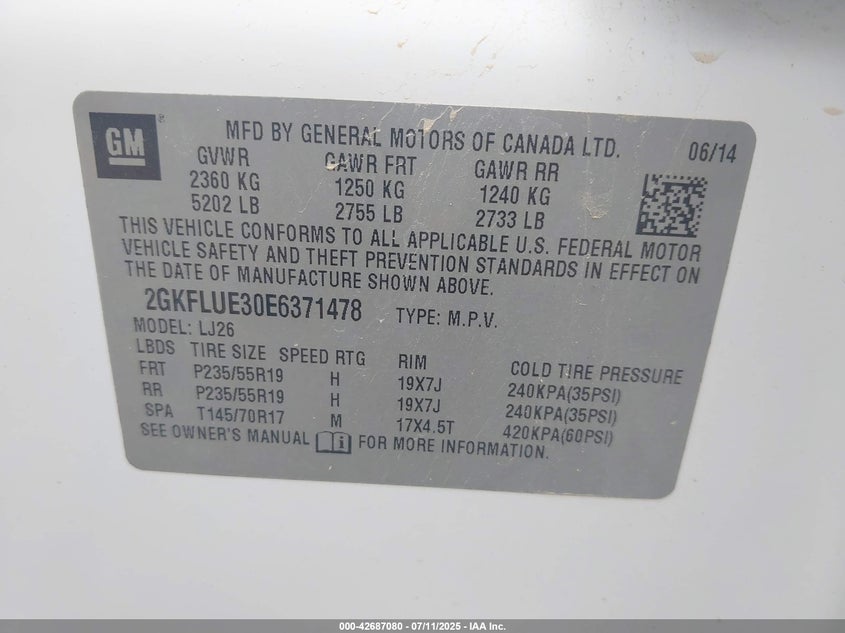 GM ®
MFD BY GENERAL MOTORS OF CANADA LTD. 06/14
GVWR GAWR FRT GAWR RR
2360 KG 1250 KG 1240 KG
5202 LB 2755 LB 2733 LB
THIS VEHICLE CONFORMS TO ALL APPLICABLE U.S. FEDERAL MOTOR
VEHICLE SAFETY AND THEFT PREVENTION STANDARDS IN EFFECT ON
THE DATE OF MANUFACTURE SHOWN ABOVE.
2GKFLUE30E6371478 TYPE: M.P.V.
MODEL: LJ26
LBDS TIRE SIZE SPEED RTG RIM COLD TIRE PRESSURE
FRT P235/55R19 H 19X7J 240KPA(35PSI)
RR P235/55R19 H 19X7J 240KPA(35PSI)
SPA T145/70R17 M 17X4.5T 420KPA(60PSI)
SEE OWNER'S MANUAL i FOR MORE INFORMATION.
000-42687080 - 07/11/2025 - IAA Inc.